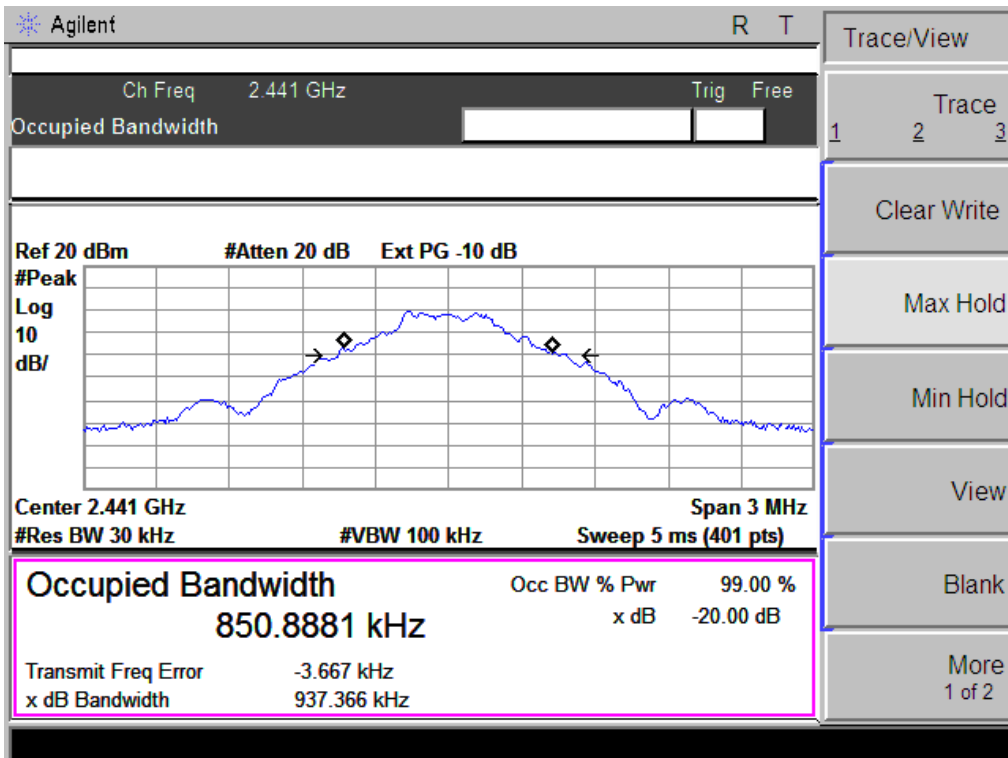 Agilent R T
Ch Freq 2.441 GHz Trig Free
Occupied Bandwidth
Ref 20 dBm #Atten 20 dB Ext PG -10 dB
#Peak
Log
10
dB/
Center 2.441 GHz Span 3 MHz
#Res BW 30 kHz #VBW 100 kHz Sweep 5 ms (401 pts)
Occupied Bandwidth Occ BW % Pwr 99.00 %
850.8881 kHz x dB -20.00 dB
Transmit Freq Error -3.667 kHz
x dB Bandwidth 937.366 kHz
Trace/View
Trace
1 2 3
Clear Write
Max Hold
Min Hold
View
Blank
More
1 of 2